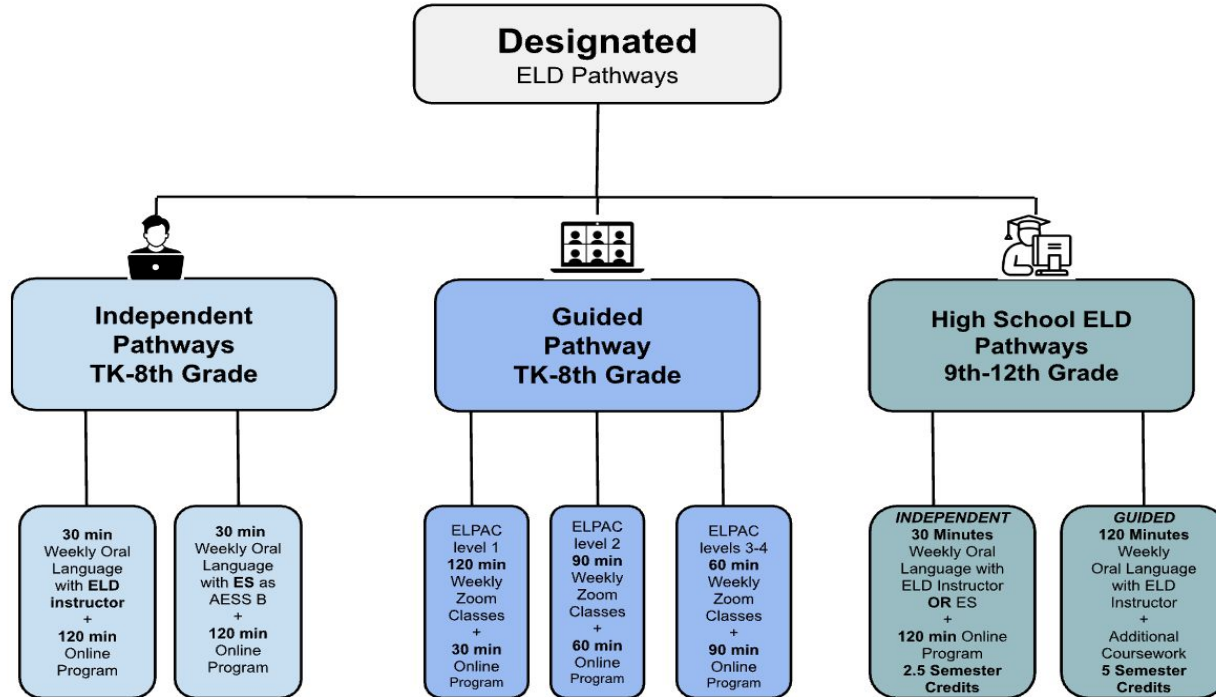 Designated
ELD Pathways
Independent
Pathways
TK-8th Grade
Guided
Pathway
TK-8th Grade
High School ELD
Pathways
9th-12th Grade
30 min
Weekly Oral
Language
with ELD
instructor
+
120 min
Online
Program
30 min
Weekly Oral
Language
with ES as
AESS B
+
120 min
Online
Program
ELPAC
level 1
120 min
Weekly
Zoom
Classes
+
30 min
Online
Program
ELPAC
level 2
90 min
Weekly
Zoom
Classes
+
60 min
Online
Program
ELPAC
levels 3-4
60 min
Weekly
Zoom
Classes
+
90 min
Online
Program
INDEPENDENT
30 Minutes
Weekly Oral
Language with
ELD Instructor
OR ES
+
120 min Online
Program
2.5 Semester
Credits
GUIDED
120 Minutes
Weekly
Oral Language
with ELD
Instructor
+
Additional
Coursework
5 Semester
Credits